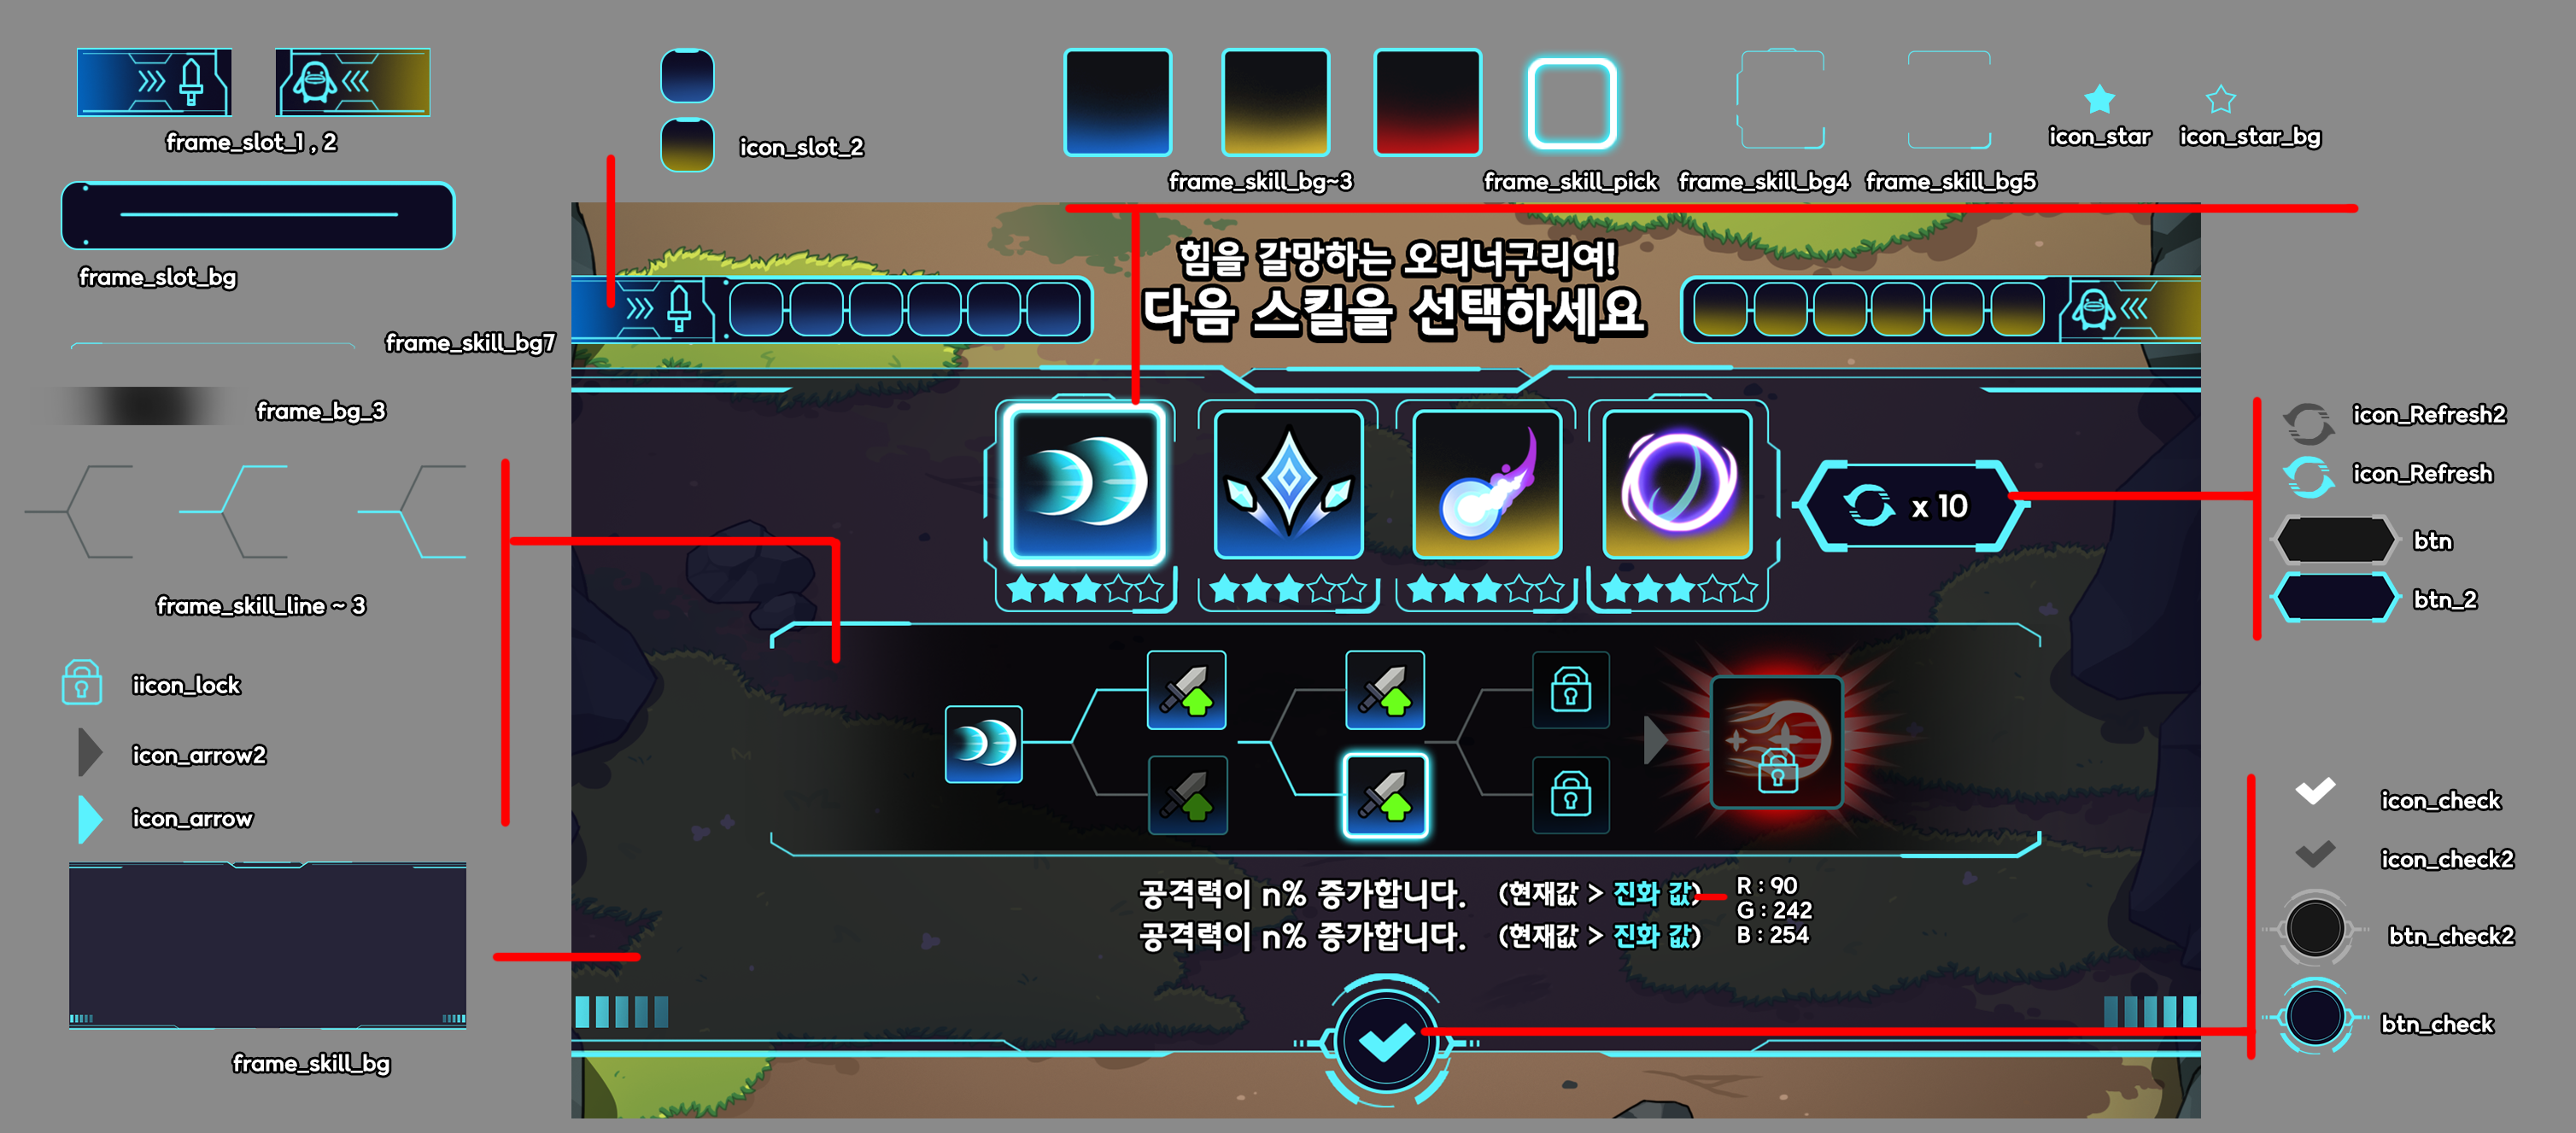 frame_slot_1 , 2
icon_slot_2
frame_skill_bg~3
frame_skill_pick
frame_skill_bg4
frame_skill_bg5
icon_star
icon_star_bg
frame_slot_bg
frame_skill_bg7
frame_bg_3
frame_skill_line ~ 3
iicon_lock
icon_arrow2
icon_arrow
frame_skill_bg
힘을 갈망하는 오리너구리여!
다음 스킬을 선택하세요
x 10
공격력이 n% 증가합니다. (현재값 > 진화 값)
공격력이 n% 증가합니다. (현재값 > 진화 값)
R : 90
G : 242
B : 254
icon_Refresh2
icon_Refresh
btn
btn_2
icon_check
icon_check2
btn_check2
btn_check